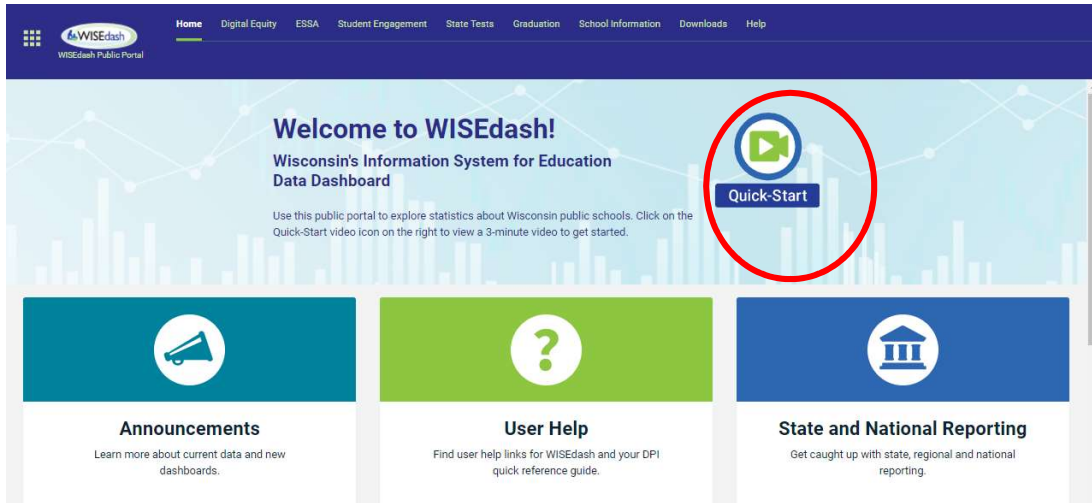 Home Digital Equity ESSA Student Engagement State Tests Graduation School Information Downloads Help
WISEdash
WISEdash Public Portal
Welcome to WISEdash!
Wisconsin's Information System for Education
Data Dashboard
Use this public portal to explore statistics about Wisconsin public schools. Click on the
Quick-Start video icon on the right to view a 3-minute video to get started.
Quick-Start
?
Announcements
Learn more about current data and new
dashboards.
User Help
Find user help links for WISEdash and your DPI
quick reference guide.
State and National Reporting
Get caught up with state, regional and national
reporting.